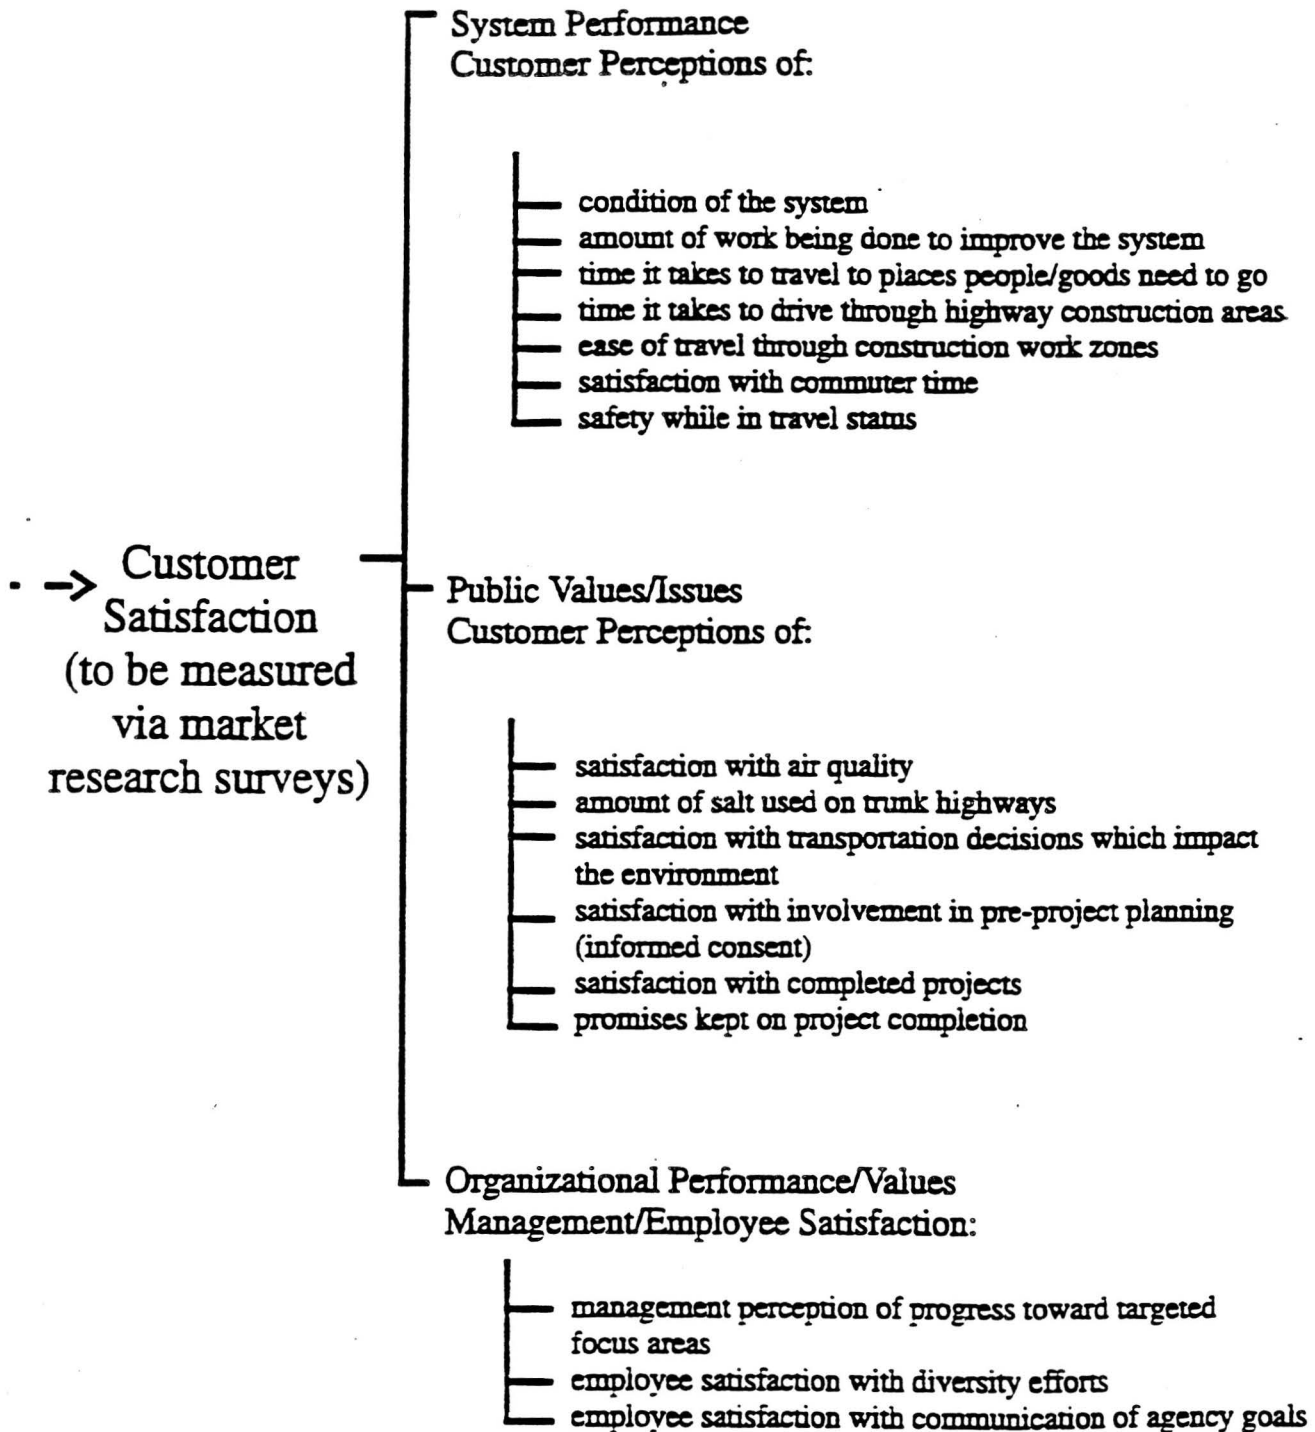 System Performance
Customer Perceptions of:
condition of the system
amount of work being done to improve the system
time it takes to travel to places people/goods need to go
time it takes to drive through highway construction areas
ease of travel through construction work zones
satisfaction with commuter time
safety while in travel status
Customer
Satisfaction
(to be measured
via market
research surveys)
Public Values/Issues
Customer Perceptions of:
satisfaction with air quality
amount of salt used on trunk highways
satisfaction with transportation decisions which impact
the environment
satisfaction with involvement in pre-project planning
(informed consent)
satisfaction with completed projects
promises kept on project completion
Organizational Performance/Values
Management/Employee Satisfaction:
management perception of progress toward targeted
focus areas
employee satisfaction with diversity efforts
employee satisfaction with communication of agency goals